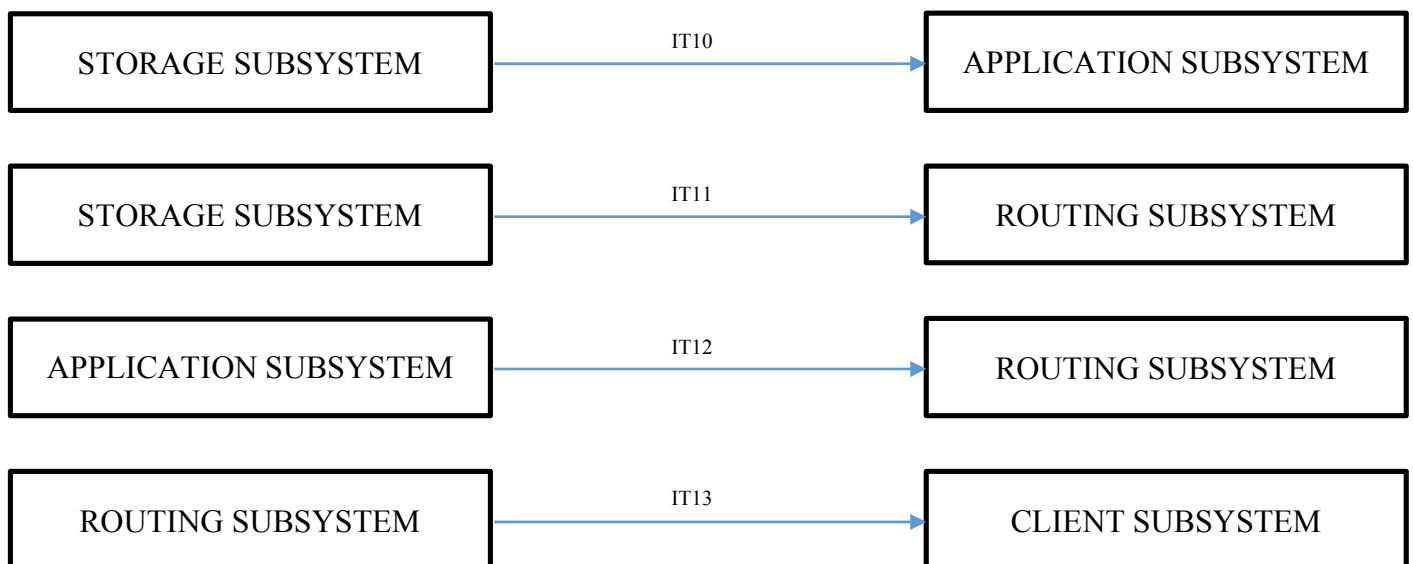 IT10
STORAGE SUBSYSTEM
APPLICATION SUBSYSTEM
IT11
STORAGE SUBSYSTEM
ROUTING SUBSYSTEM
IT12
APPLICATION SUBSYSTEM
ROUTING SUBSYSTEM
IT13
ROUTING SUBSYSTEM
CLIENT SUBSYSTEM